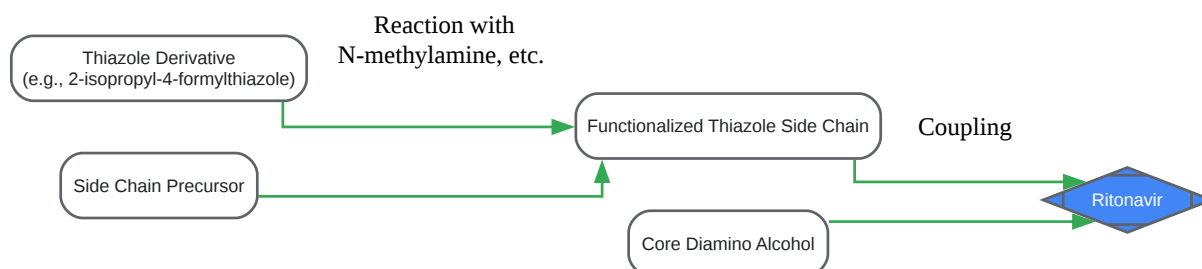 Reaction with
N-methylamine, etc.
Thiazole Derivative
(e.g., 2-isopropyl-4-formylthiazole)
Functionalized Thiazole Side Chain
Coupling
Side Chain Precursor
Ritonavir
Core Diamino Alcohol